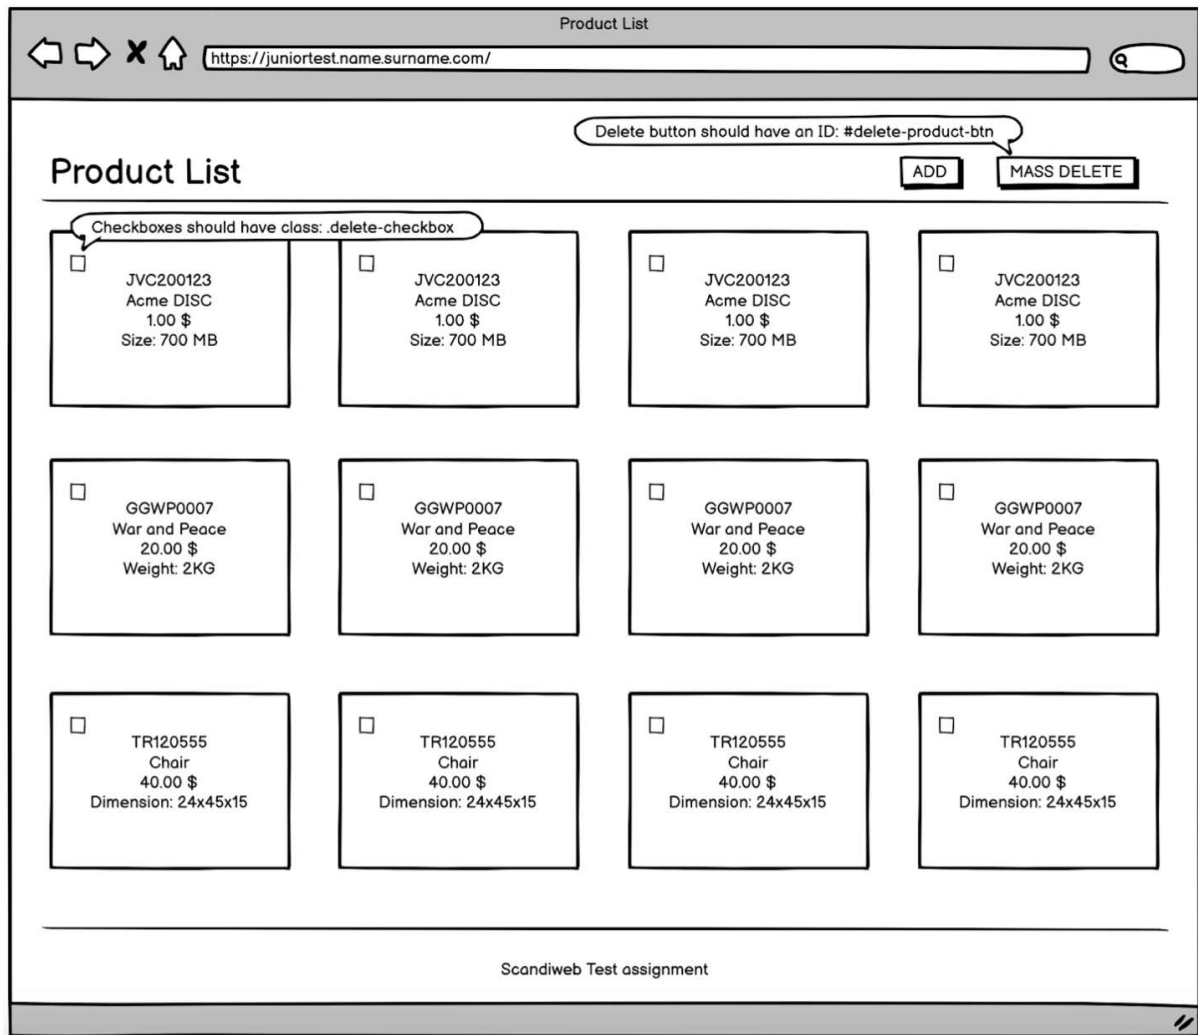 Product List
https://juniortest.name.surname.com/
Delete button should have an ID: #delete-product-btn
Product List
ADD
MASS DELETE
Checkboxes should have class: .delete-checkbox
JVC200123
Acme DISC
1.00 $
Size: 700 MB
JVC200123
Acme DISC
1.00 $
Size: 700 MB
JVC200123
Acme DISC
1.00 $
Size: 700 MB
JVC200123
Acme DISC
1.00 $
Size: 700 MB
GGWP0007
War and Peace
20.00 $
Weight: 2KG
GGWP0007
War and Peace
20.00 $
Weight: 2KG
GGWP0007
War and Peace
20.00 $
Weight: 2KG
GGWP0007
War and Peace
20.00 $
Weight: 2KG
TR120555
Chair
40.00 $
Dimension: 24x45x15
TR120555
Chair
40.00 $
Dimension: 24x45x15
TR120555
Chair
40.00 $
Dimension: 24x45x15
TR120555
Chair
40.00 $
Dimension: 24x45x15
Scandiweb Test assignment